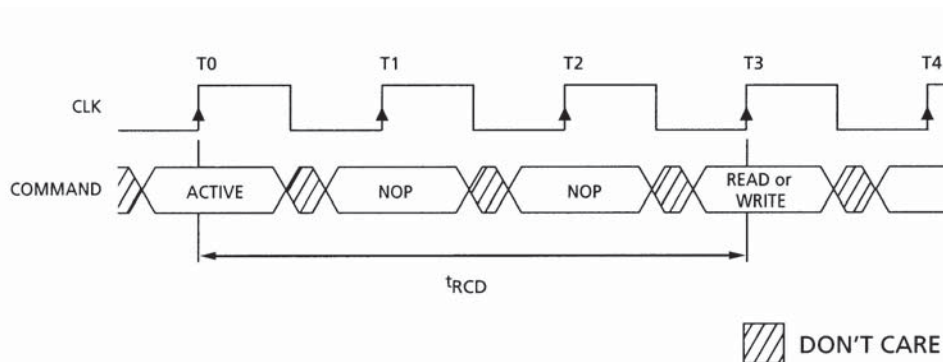 T0 T1 T2 T3 T4
CLK
COMMAND ACTIVE NOP NOP READ or
WRITE
tRCD
DON'T CARE